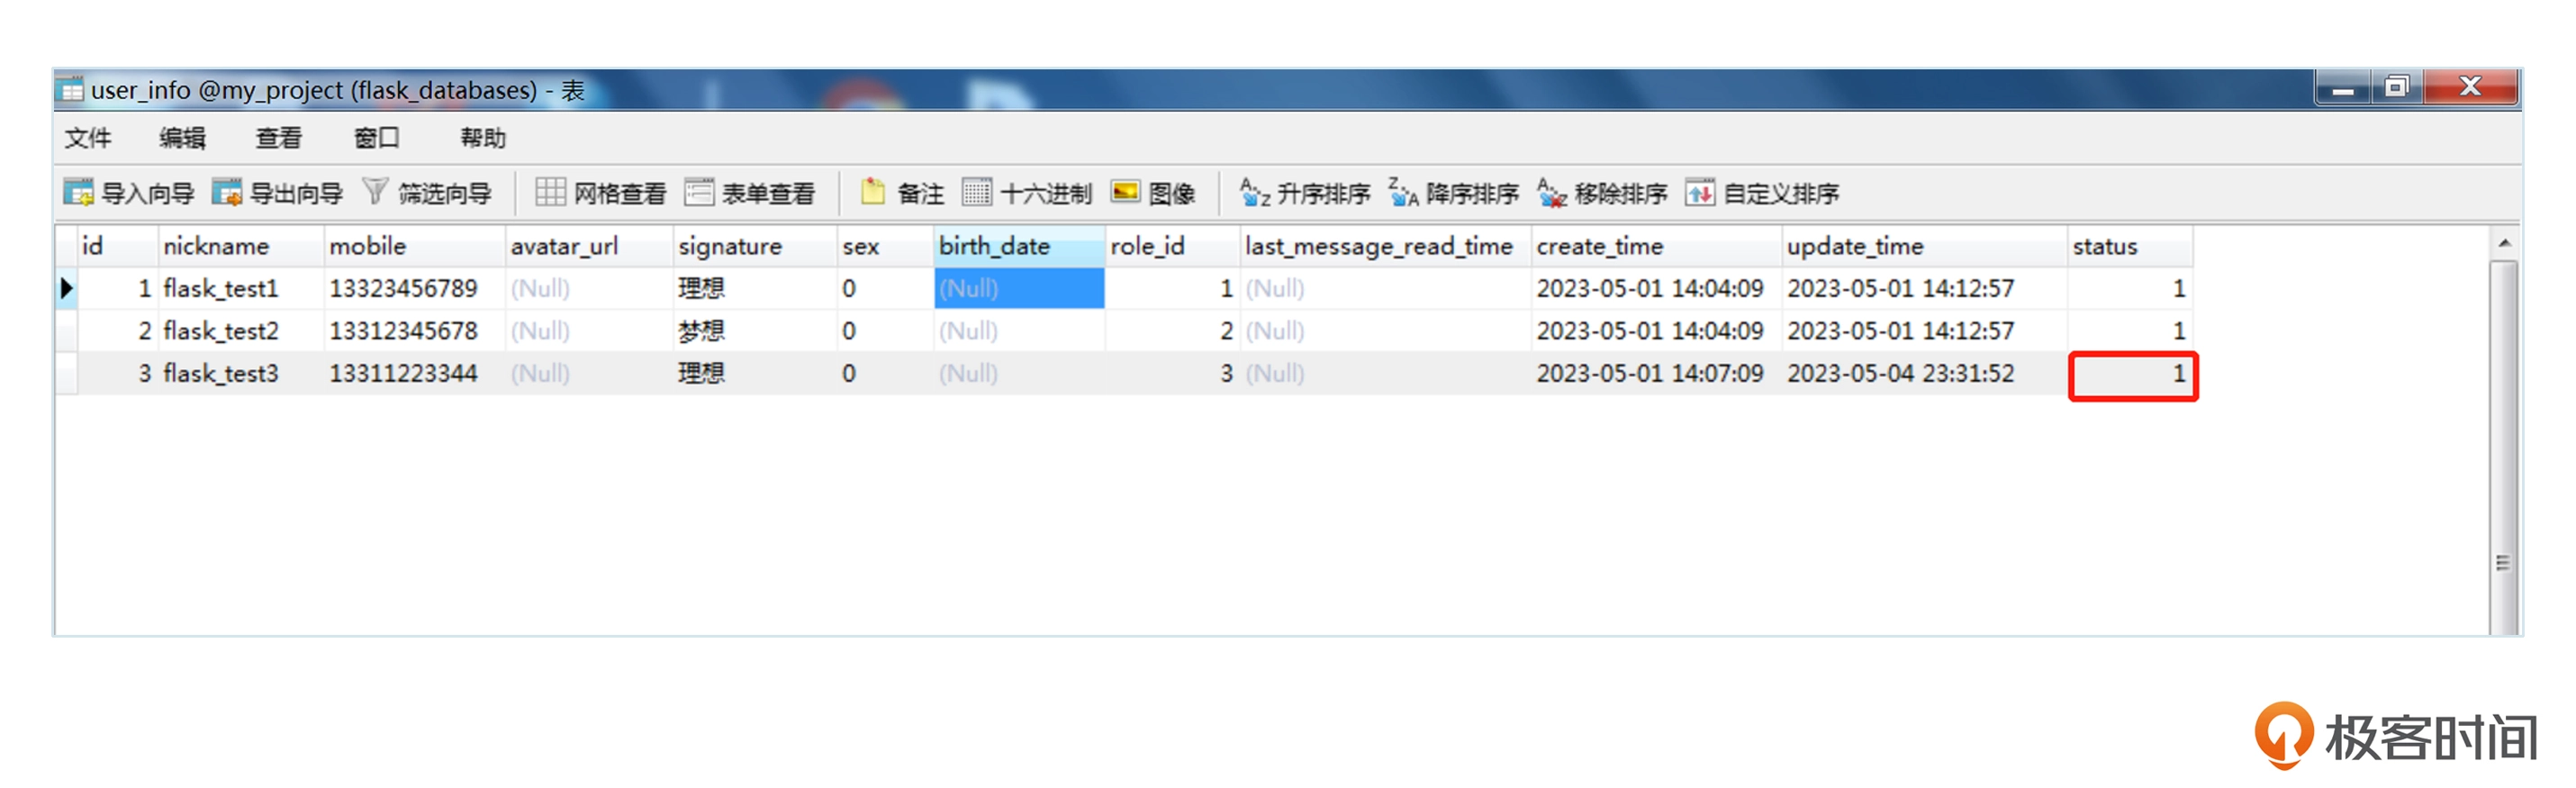 user_info @my_project (flask_databases) - 表
文件 编辑 查看 窗口 帮助
导入向导 导出向导 筛选向导 网格查看 表单查看 备注 十六进制 图像 升序排序 降序排序 移除排序 自定义排序
id nickname mobile avatar_url signature sex birth_date role_id last_message_read_time create_time update_time status
1 flask_test1 13323456789 (Null) 理想 0 (Null) 1 (Null) 2023-05-01 14:04:09 2023-05-01 14:12:57 1
2 flask_test2 13312345678 (Null) 梦想 0 (Null) 2 (Null) 2023-05-01 14:04:09 2023-05-01 14:12:57 1
3 flask_test3 13311223344 (Null) 理想 0 (Null) 3 (Null) 2023-05-01 14:07:09 2023-05-04 23:31:52 1
极客时间